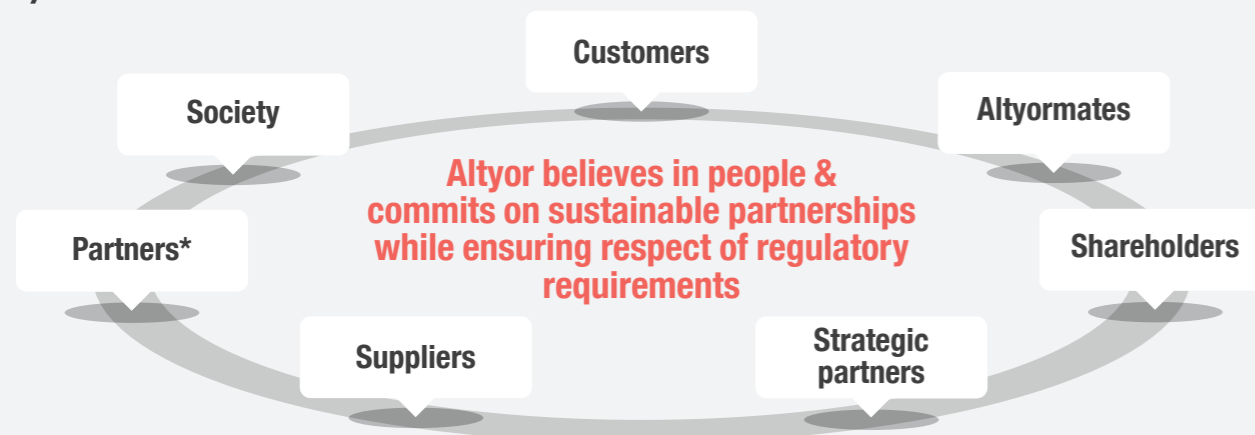 Customers
Society
Altyormates
Altyor believes in people &
commits on sustainable partnerships
while ensuring respect of regulatory
requirements
Partners*
Shareholders
Suppliers
Strategic
partners